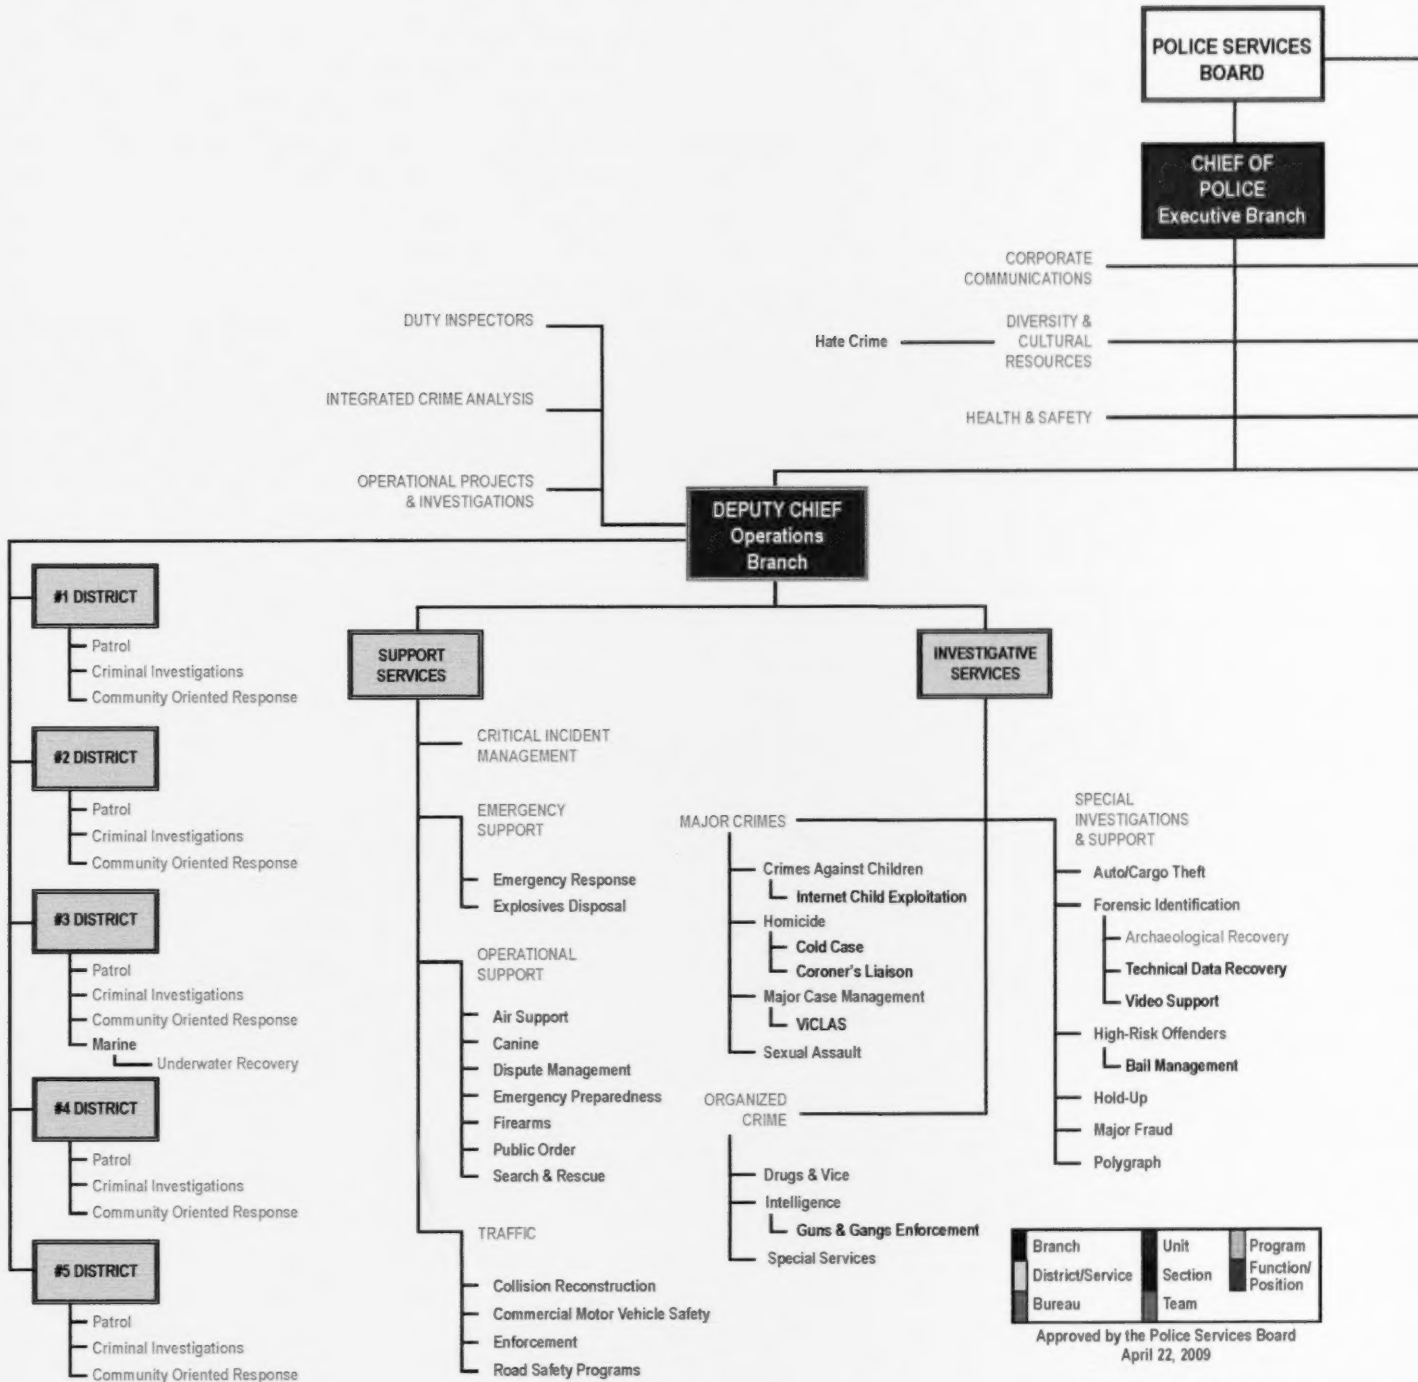 POLICE SERVICES
BOARD
CHIEF OF
POLICE
Executive Branch
CORPORATE
COMMUNICATIONS
DIVERSITY &
CULTURAL
RESOURCES
Hate Crime
HEALTH & SAFETY
DUTY INSPECTORS
INTEGRATED CRIME ANALYSIS
OPERATIONAL PROJECTS
& INVESTIGATIONS
DEPUTY CHIEF
Operations
Branch
#1 DISTRICT
Patrol
Criminal Investigations
Community Oriented Response
#2 DISTRICT
Patrol
Criminal Investigations
Community Oriented Response
#3 DISTRICT
Patrol
Criminal Investigations
Community Oriented Response
Marine
Underwater Recovery
#4 DISTRICT
Patrol
Criminal Investigations
Community Oriented Response
#5 DISTRICT
Patrol
Criminal Investigations
Community Oriented Response
SUPPORT
SERVICES
CRITICAL INCIDENT
MANAGEMENT
EMERGENCY
SUPPORT
Emergency Response
Explosives Disposal
OPERATIONAL
SUPPORT
Air Support
Canine
Dispute Management
Emergency Preparedness
Firearms
Public Order
Search & Rescue
TRAFFIC
Collision Reconstruction
Commercial Motor Vehicle Safety
Enforcement
Road Safety Programs
INVESTIGATIVE
SERVICES
MAJOR CRIMES
Crimes Against Children
Internet Child Exploitation
Homicide
Cold Case
Coroner's Liaison
Major Case Management
ViCLAS
Sexual Assault
ORGANIZED
CRIME
Drugs & Vice
Intelligence
Guns & Gangs Enforcement
Special Services
SPECIAL
INVESTIGATIONS
& SUPPORT
Auto/Cargo Theft
Forensic Identification
Archaeological Recovery
Technical Data Recovery
Video Support
High-Risk Offenders
Bail Management
Hold-Up
Major Fraud
Polygraph
Branch
District/Service
Bureau
Unit
Section
Team
Program
Function/
Position
Approved by the Police Services Board
April 22, 2009